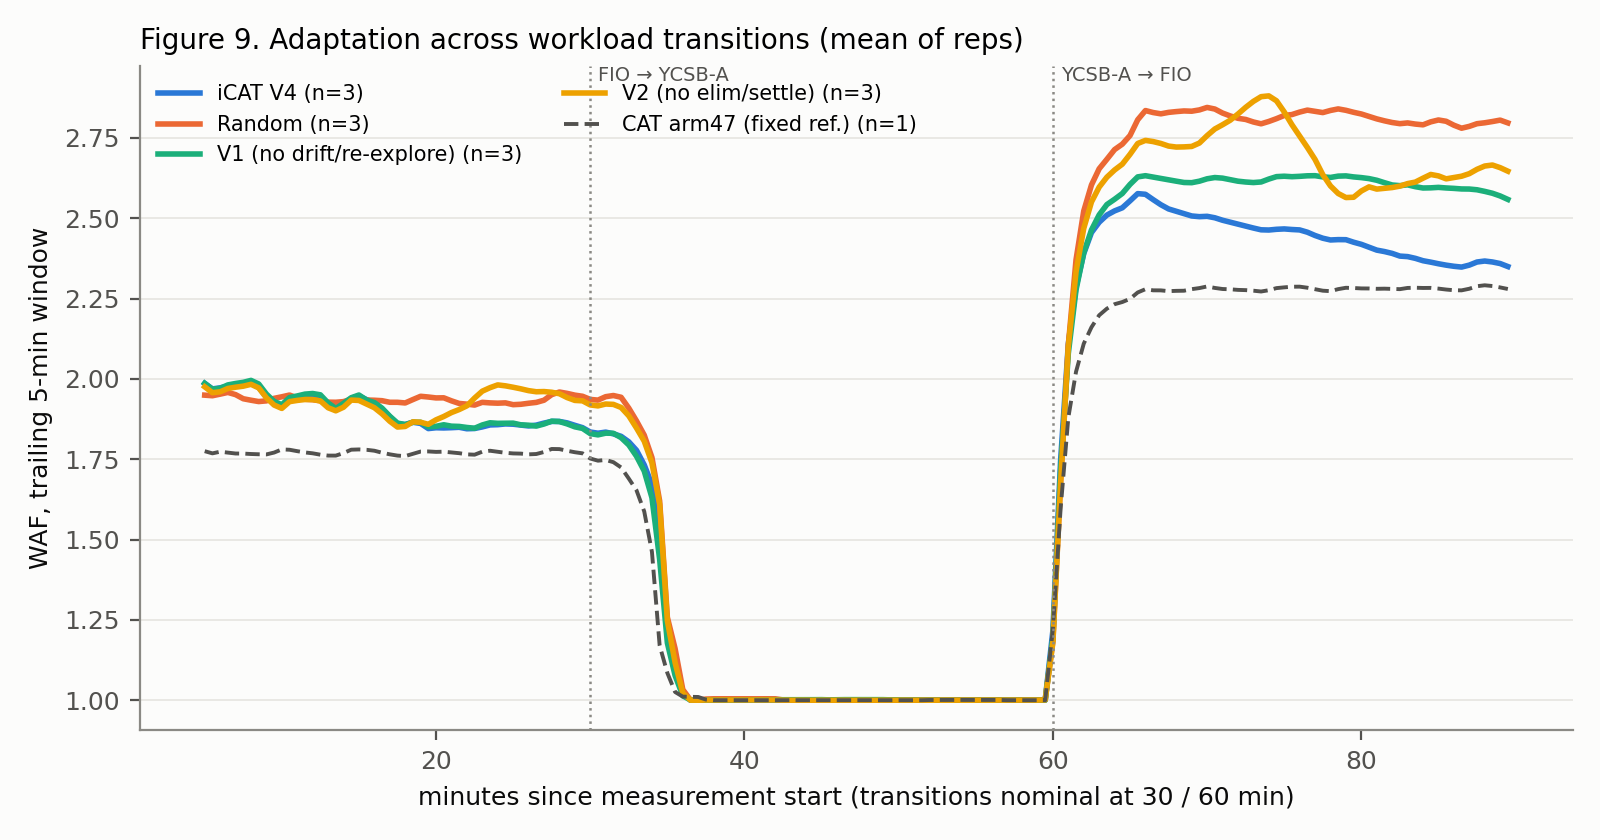 Figure 9. Adaptation across workload transitions (mean of reps)
FIO → YCSB-A
YCSB-A → FIO
iCAT V4 (n=3)
Random (n=3)
V1 (no drift/re-explore) (n=3)
V2 (no elim/settle) (n=3)
CAT arm47 (fixed ref.) (n=1)
WAF, trailing 5-min window
2.75
2.50
2.25
2.00
1.75
1.50
1.25
1.00
20
40
60
80
minutes since measurement start (transitions nominal at 30 / 60 min)